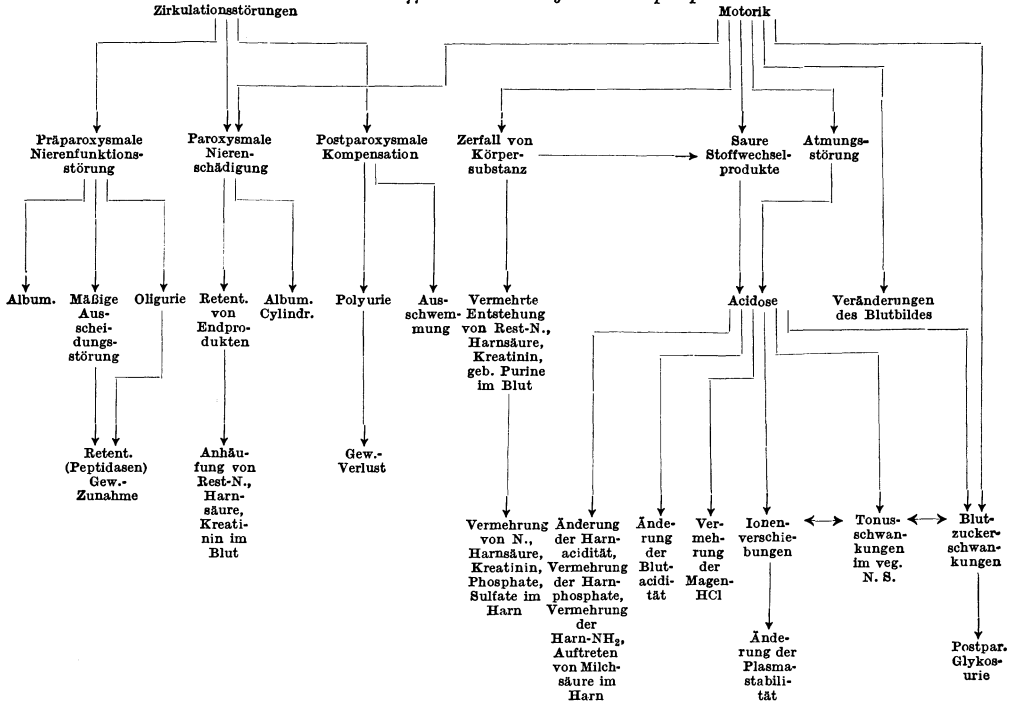 Zirkulationsstörungen
Motorik
Präparoxysmale
Nierenfunktions-
störung
Paroxysmale
Nieren-
schädigung
Postparoxysmale
Kompensation
Zerfall von
Körper-
substanz
Saure
Stoffwechsel-
produkte
Atmungs-
störung
Album.
Mäßige
Aus-
schei-
dungs-
störung
Oligurie
Retent.
von
Endpro-
dukten
Album.
Cylindr.
Polyurie
Aus-
schwem-
mung
Vermehrte
Entstehung
von Rest-N.,
Harnsäure,
Kreatinin,
geb. Purine
im Blut
Acidose
Veränderungen
des Blutbildes
Retent.
(Peptidasen)
Gew.-
Zunahme
Anhäu-
fung von
Rest-N.,
Harn-
säure,
Kreati-
nin im
Blut
Gew.-
Verlust
Vermehrung
von N.,
Harnsäure,
Kreatinin,
Phosphate,
Sulfate im
Harn
Änderung
der Harn-
acidität,
Vermehrung
der Harn-
phosphate,
Vermehrung
der
Harn-NH₂,
Auftreten
von Milch-
säure im
Harn
Ände-
rung
der
Blut-
acidi-
tät
Ver-
meh-
rung
der
Magen-
HCl
Ionen-
verschie-
bungen
Tonus-
schwan-
kungen
im veg.
N. S.
Blut-
zucker-
schwan-
kungen
Ände-
rung der
Plasma-
stabili-
tät
Postpar.
Glykos-
urie